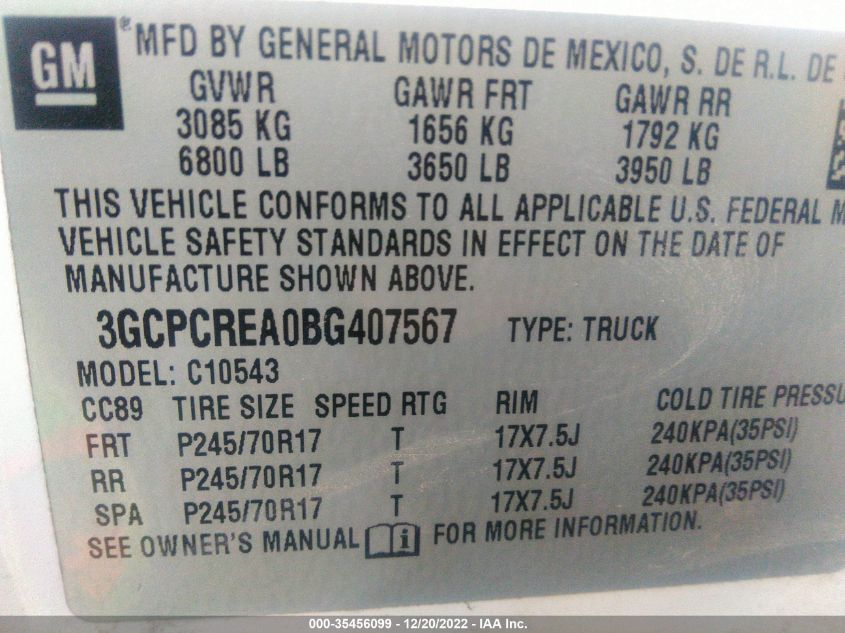 GM
® MFD BY GENERAL MOTORS DE MEXICO, S. DE R.L. DE
GVWR GAWR FRT GAWR RR
3085 KG 1656 KG 1792 KG
6800 LB 3650 LB 3950 LB
THIS VEHICLE CONFORMS TO ALL APPLICABLE U.S. FEDERAL
VEHICLE SAFETY STANDARDS IN EFFECT ON THE DATE OF
MANUFACTURE SHOWN ABOVE.
3GCPCREA0BG407567 TYPE: TRUCK
MODEL: C10543
CC89 TIRE SIZE SPEED RTG RIM COLD TIRE
FRT P245/70R17 T 17X7.5J 240KPA(35PSI)
RR P245/70R17 T 17X7.5J 240KPA(35PSI)
SPA P245/70R17 T 17X7.5J 240KPA(35PSI)
SEE OWNER'S MANUAL i FOR MORE INFORMATION.
000-35456099 - 12/20/2022 - IAA Inc.